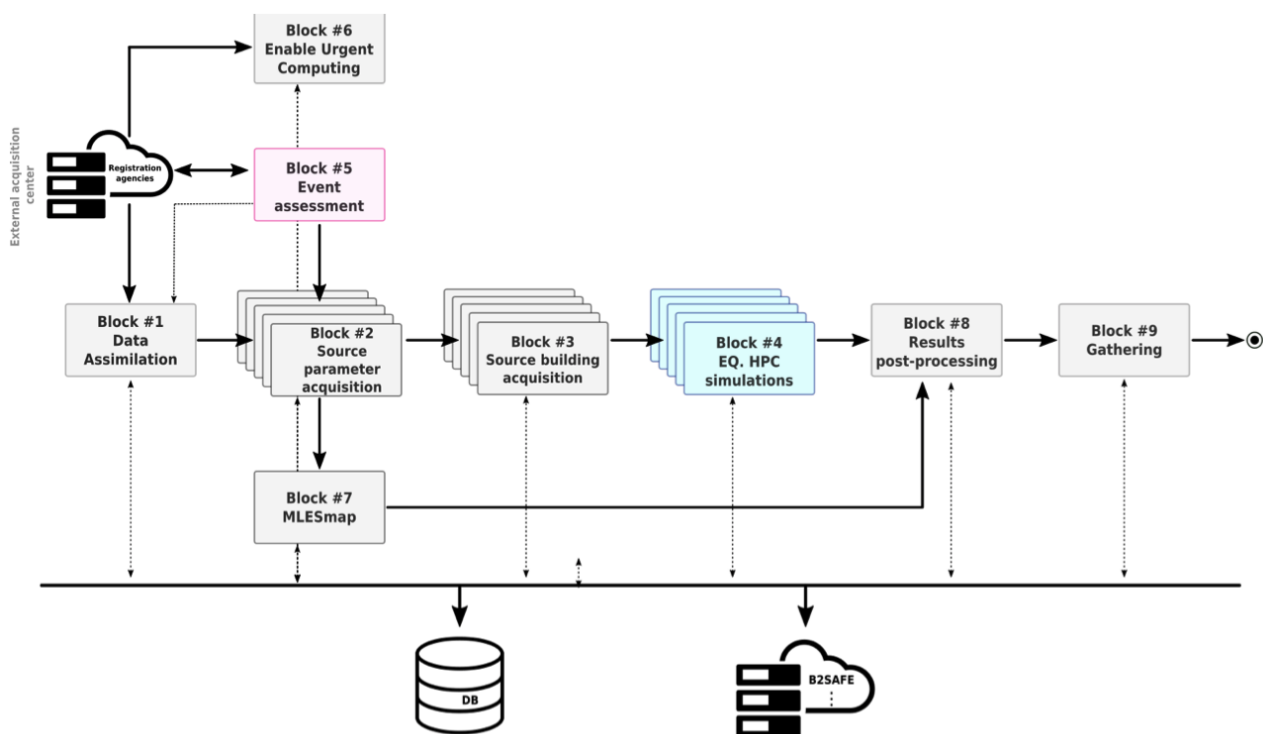 Block #6
Enable Urgent
Computing
External acquisition
center
Registration
agencies
Block #5
Event
assessment
Block #1
Data
Assimilation
Block #2
Source
parameter
acquisition
Block #3
Source building
acquisition
Block #4
EQ. HPC
simulations
Block #8
Results
post-processing
Block #9
Gathering
Block #7
MLESmap
DB
B2SAFE